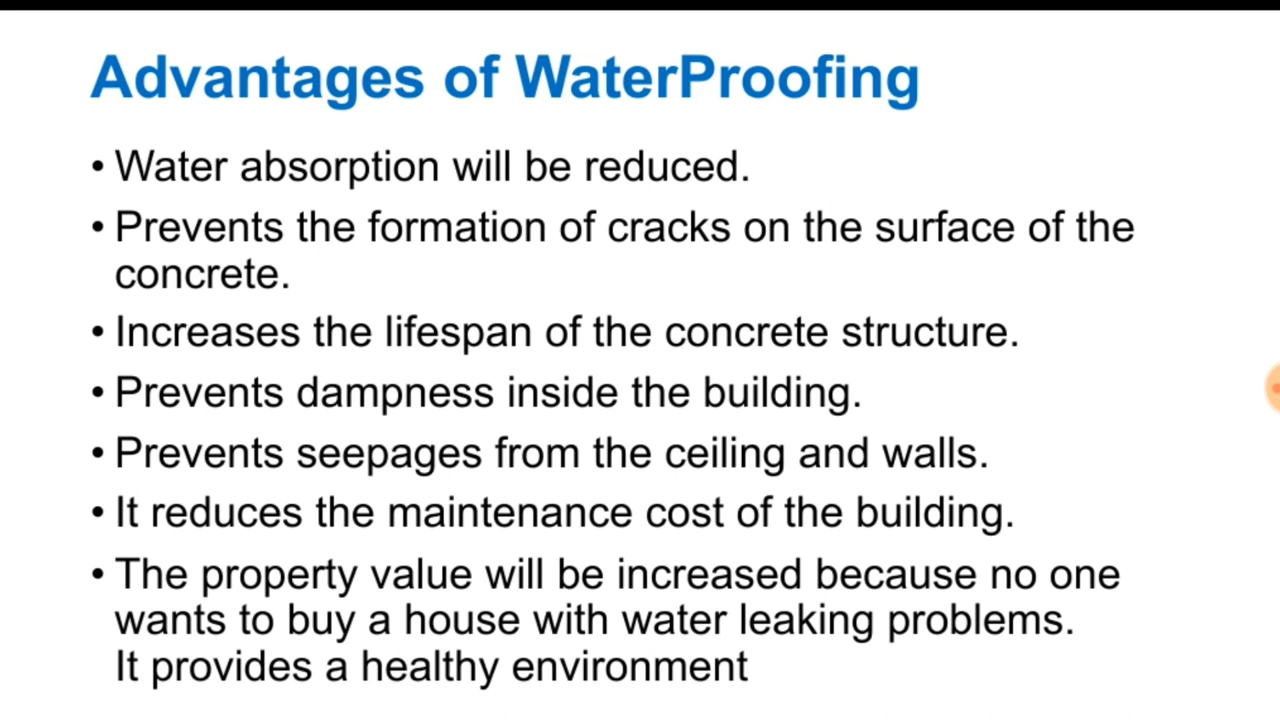 Advantages of WaterProofing
• Water absorption will be reduced.
• Prevents the formation of cracks on the surface of the
concrete.
• Increases the lifespan of the concrete structure.
• Prevents dampness inside the building.
• Prevents seepages from the ceiling and walls.
• It reduces the maintenance cost of the building.
• The property value will be increased because no one
wants to buy a house with water leaking problems.
It provides a healthy environment